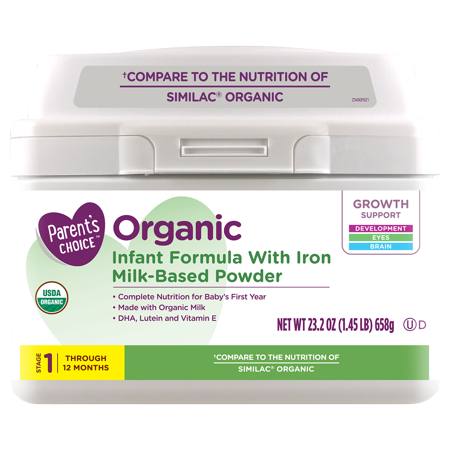 †COMPARE TO THE NUTRITION OF
SIMILAC® ORGANIC
Parent's
CHOICE™
Organic
Infant Formula With Iron
Milk-Based Powder
• Complete Nutrition for Baby's First Year
• Made with Organic Milk
• DHA, Lutein and Vitamin E
GROWTH
SUPPORT
DEVELOPMENT
EYES
BRAIN
USDA
ORGANIC
NET WT 23.2 OZ (1.45 LB) 658g
U D
STAGE 1 THROUGH
12 MONTHS
†COMPARE TO THE NUTRITION OF
SIMILAC® ORGANIC